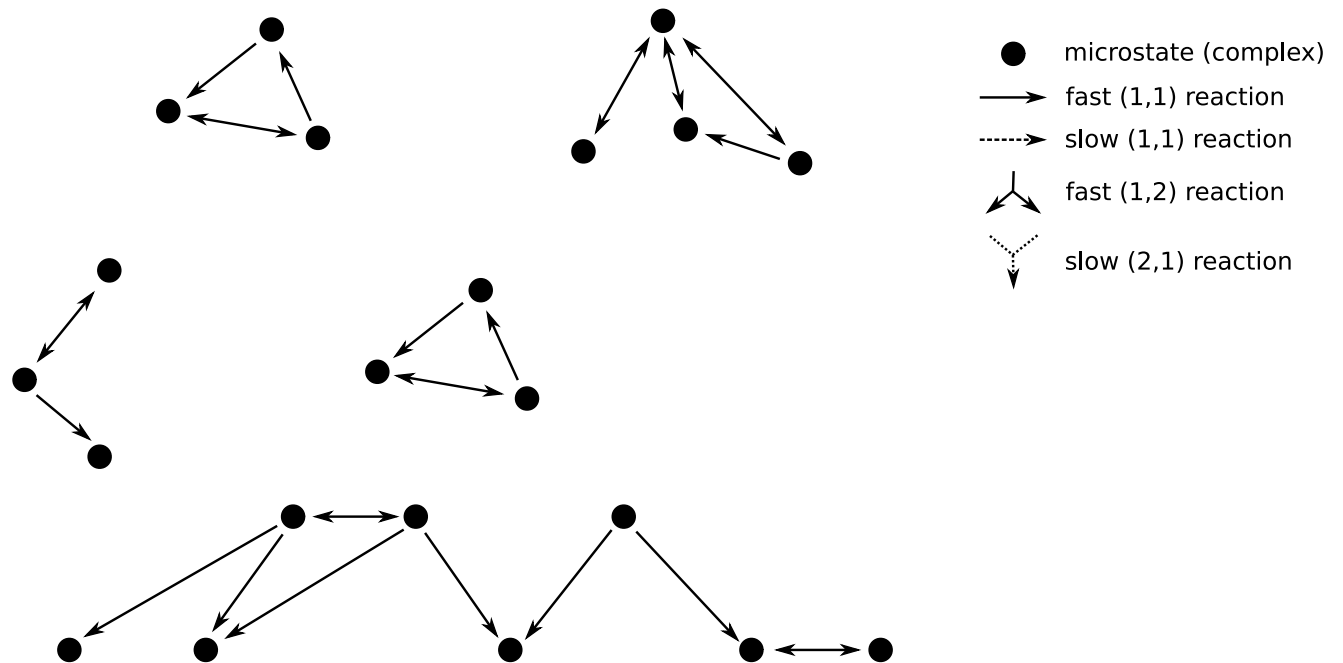 microstate (complex)
fast (1,1) reaction
slow (1,1) reaction
fast (1,2) reaction
slow (2,1) reaction